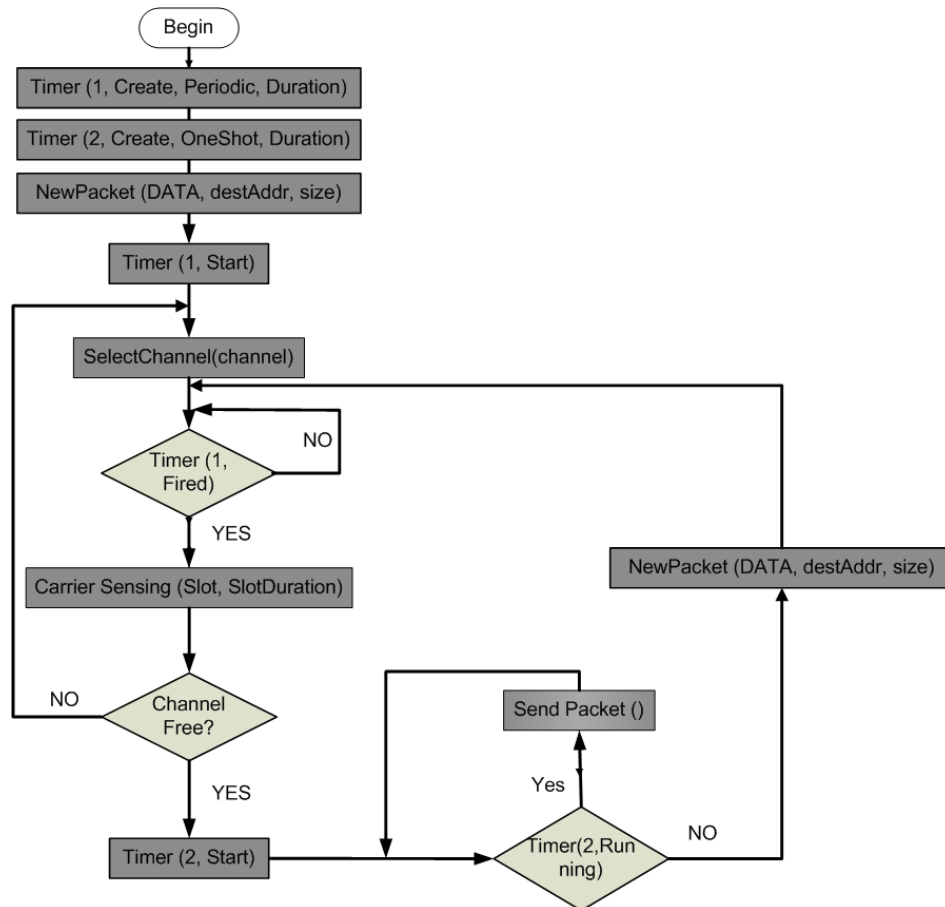 Begin
Timer (1, Create, Periodic, Duration)
Timer (2, Create, OneShot, Duration)
NewPacket (DATA, destAddr, size)
Timer (1, Start)
SelectChannel(channel)
NO
Timer (1,
Fired)
YES
NewPacket (DATA, destAddr, size)
Carrier Sensing (Slot, SlotDuration)
NO
Channel
Free?
Send Packet ()
YES
Yes
NO
Timer (2, Start)
Timer(2,Run
ning)